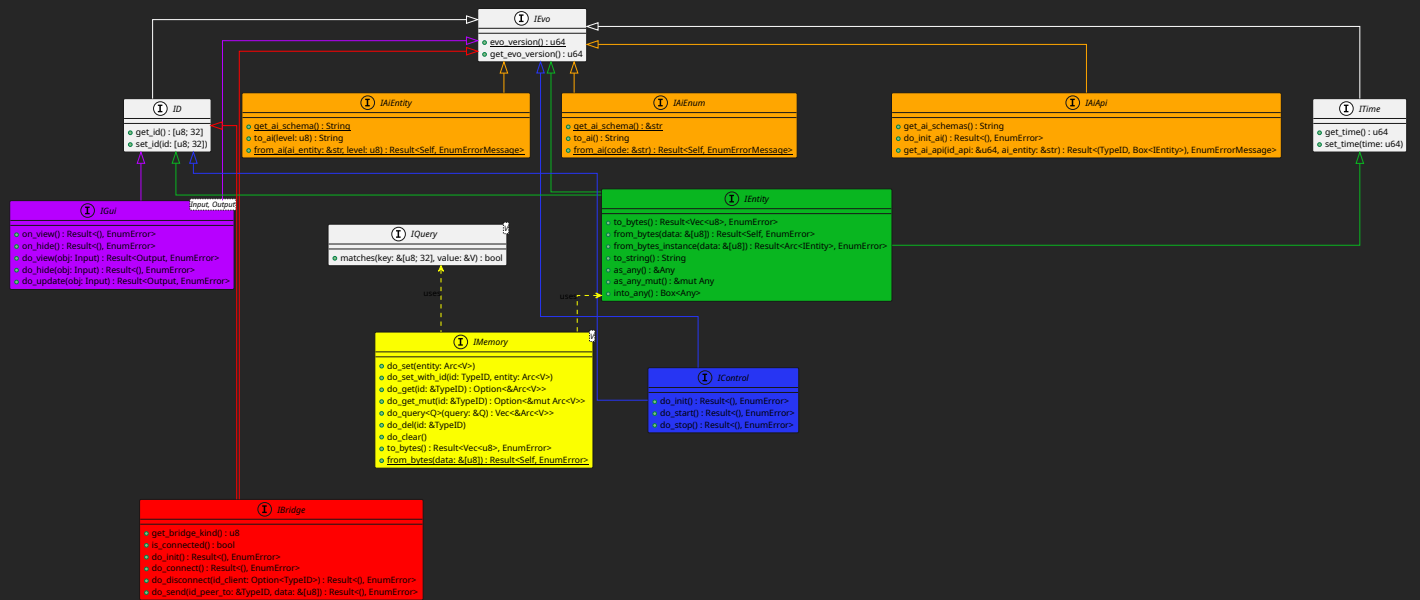 IEvo
evo_version() : u64
get_evo_version() : u64
ID
get_id() : [u8; 32]
set_id(id: [u8; 32])
IAiEntity
get_ai_schema() : String
to_ai(level: u8) : String
from_ai(ai_entity: &str, level: u8) : Result<Self, EnumErrorMessage>
IAiEnum
get_ai_schema() : &str
to_ai() : String
from_ai(code: &str) : Result<Self, EnumErrorMessage>
IAiApi
get_ai_schemas() : String
do_init_ai() : Result<(), EnumError>
get_ai_api(id_api: &u64, ai_entity: &str) : Result<(TypeID, Box<IEntity>), EnumErrorMessage>
ITime
get_time() : u64
set_time(time: u64)
IGui
Input, Output
on_view() : Result<(), EnumError>
on_hide() : Result<(), EnumError>
do_view(obj: Input) : Result<Output, EnumError>
do_hide(obj: Input) : Result<(), EnumError>
do_update(obj: Input) : Result<Output, EnumError>
IQuery
V
matches(key: &[u8; 32], value: &V) : bool
IEntity
to_bytes() : Result<Vec<u8>, EnumError>
from_bytes(data: &[u8]) : Result<Self, EnumError>
from_bytes_instance(data: &[u8]) : Result<Arc<IEntity>, EnumError>
to_string() : String
as_any() : &Any
as_any_mut() : &mut Any
into_any() : Box<Any>
uses
uses
IMemory
V
do_set(entity: Arc<V>)
do_set_with_id(id: TypeID, entity: Arc<V>)
do_get(id: &TypeID) : Option<&Arc<V>>
do_get_mut(id: &TypeID) : Option<&mut Arc<V>>
do_query<Q>(query: &Q) : Vec<&Arc<V>>
do_del(id: &TypeID)
do_clear()
to_bytes() : Result<Vec<u8>, EnumError>
from_bytes(data: &[u8]) : Result<Self, EnumError>
IControl
do_init() : Result<(), EnumError>
do_start() : Result<(), EnumError>
do_stop() : Result<(), EnumError>
IBridge
get_bridge_kind() : u8
is_connected() : bool
do_init() : Result<(), EnumError>
do_connect() : Result<(), EnumError>
do_disconnect(id_client: Option<TypeID>) : Result<(), EnumError>
do_send(id_peer_to: &TypeID, data: &[u8]) : Result<(), EnumError>